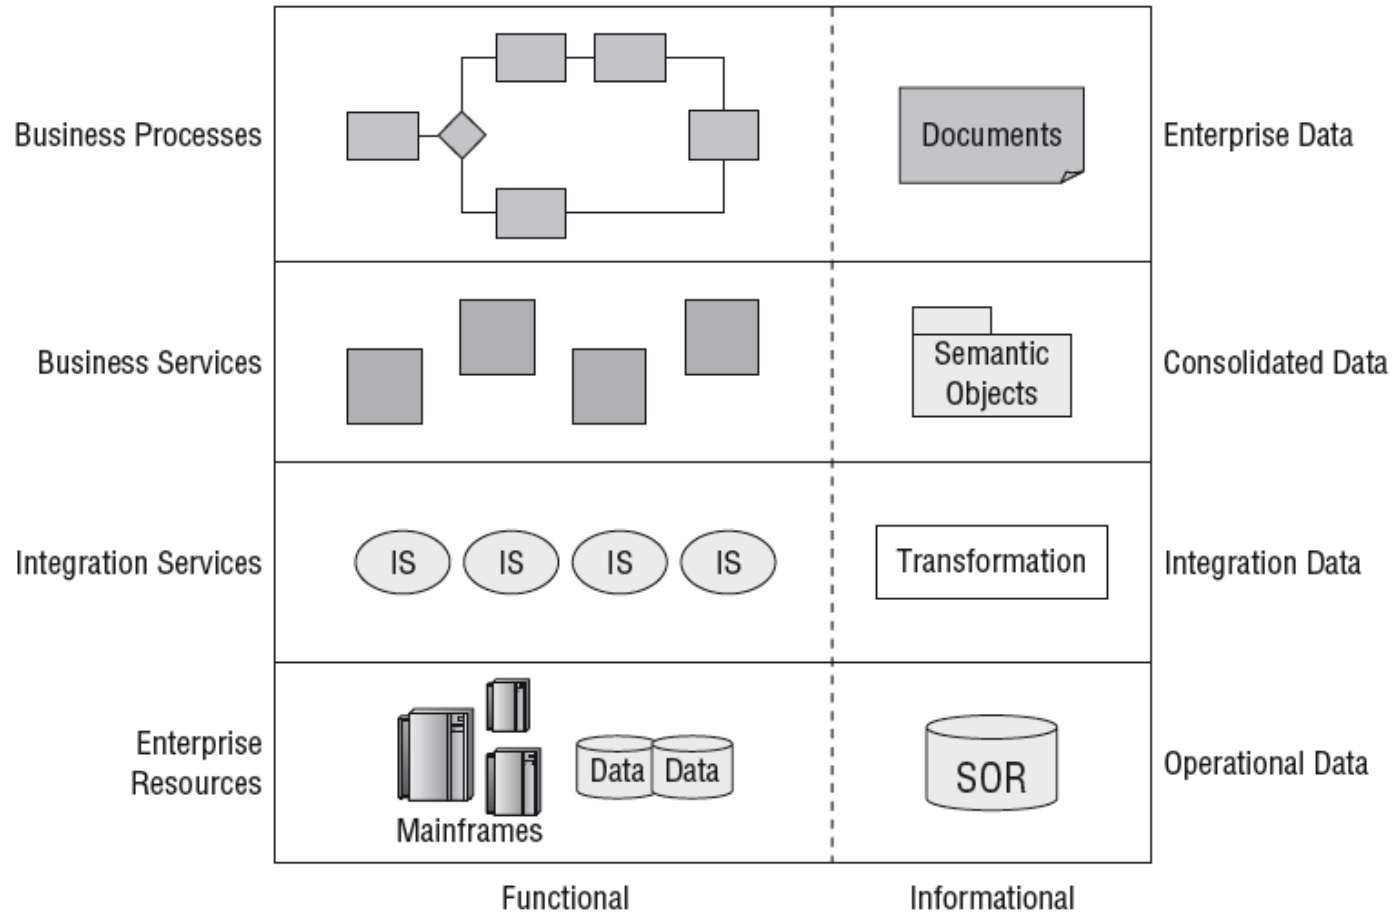 Business Processes
Documents
Enterprise Data
Business Services
Semantic
Objects
Consolidated Data
Integration Services
IS
IS
IS
IS
Transformation
Integration Data
Enterprise
Resources
Mainframes
Data
Data
SOR
Operational Data
Functional
Informational